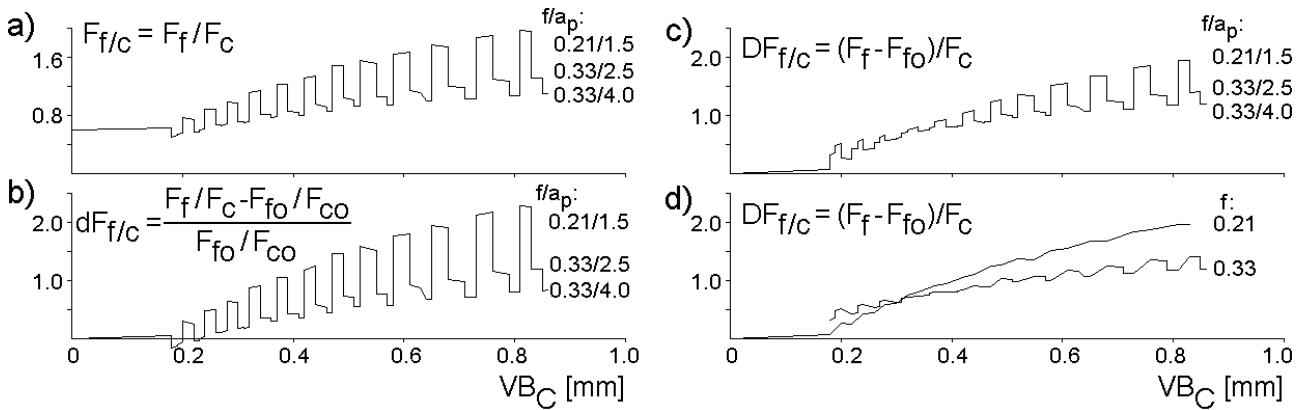 a)
F_f/c = F_f/F_c
f/a_p:
0.21/1.5
0.33/2.5
0.33/4.0
1.6
0.8
b)
dF_f/c = (F_f/F_c-F_fo/F_co)/(F_fo/F_co)
f/a_p:
0.21/1.5
0.33/2.5
0.33/4.0
2.0
1.0
0 0.2 0.4 0.6 0.8 1.0
VB_C [mm]
c)
DF_f/c = (F_f-F_fo)/F_c
f/a_p:
0.21/1.5
0.33/2.5
0.33/4.0
2.0
1.0
d)
DF_f/c = (F_f-F_fo)/F_c
f:
0.21
0.33
2.0
1.0
0 0.2 0.4 0.6 0.8 1.0
VB_C [mm]